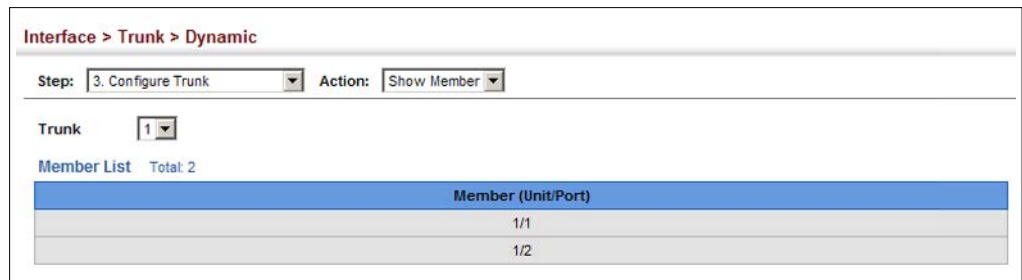 Interface > Trunk > Dynamic
Step: 3. Configure Trunk Action: Show Member
Trunk 1
Member List Total: 2
Member (Unit/Port)
1/1
1/2